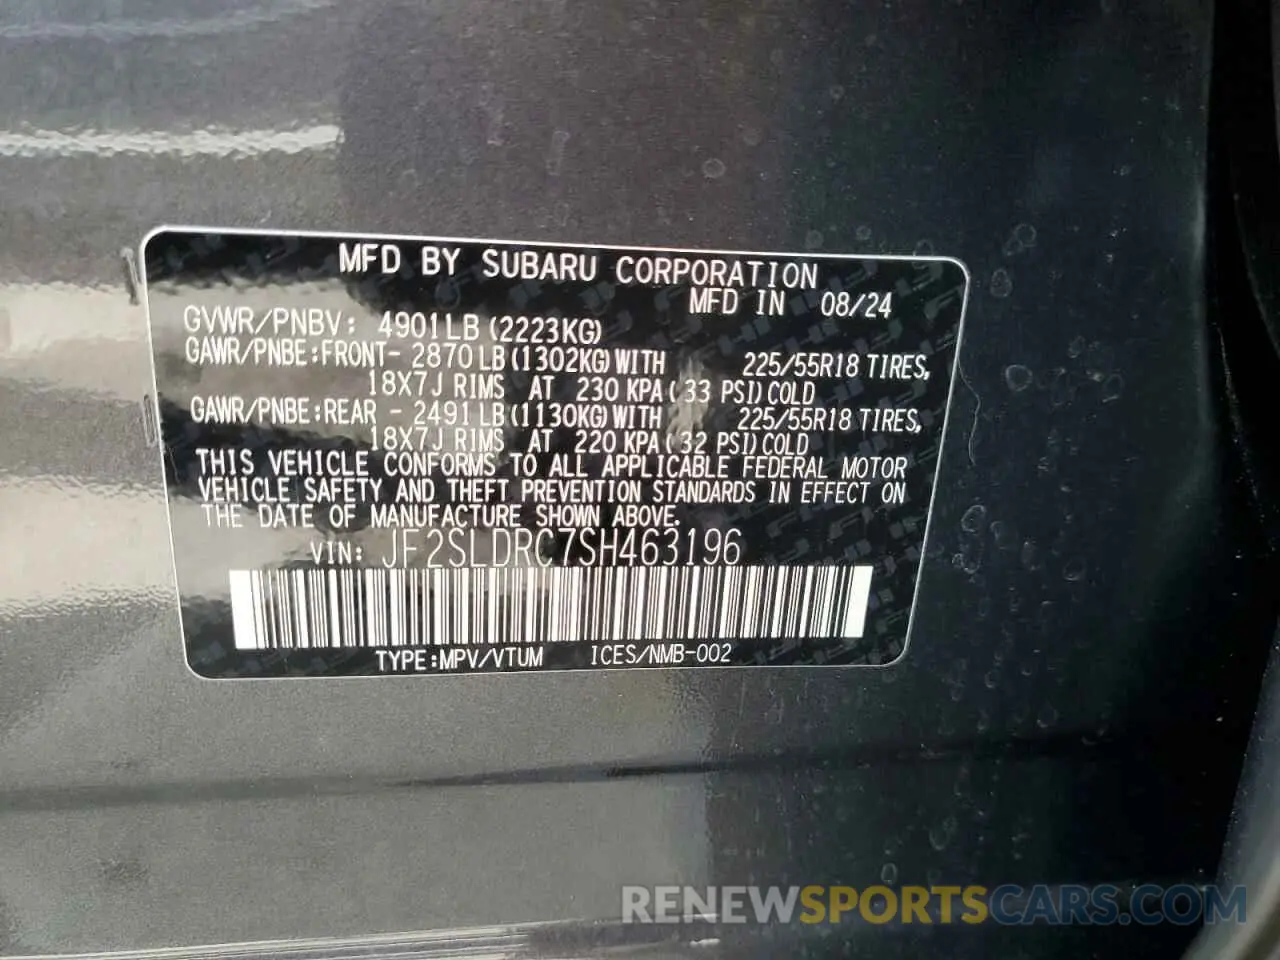 MFD BY SUBARU CORPORATION
MFD IN 08/24
GVWR/PNBV: 4901LB (2223KG)
GAWR/PNBE:FRONT- 2870LB(1302KG)WITH 225/55R18 TIRES,
18X7J RIMS AT 230 KPA( 33 PSI)COLD
GAWR/PNBE:REAR - 2491LB(1130KG)WITH 225/55R18 TIRES,
18X7J RIMS AT 220 KPA(32 PSI)COLD
THIS VEHICLE CONFORMS TO ALL APPLICABLE FEDERAL MOTOR
VEHICLE SAFETY AND THEFT PREVENTION STANDARDS IN EFFECT ON
THE DATE OF MANUFACTURE SHOWN ABOVE.
VIN: JF2SLDRC7SH463196
TYPE:MPV/VTUM ICES/NMB-002
RENEWSPORTSCARS.COM